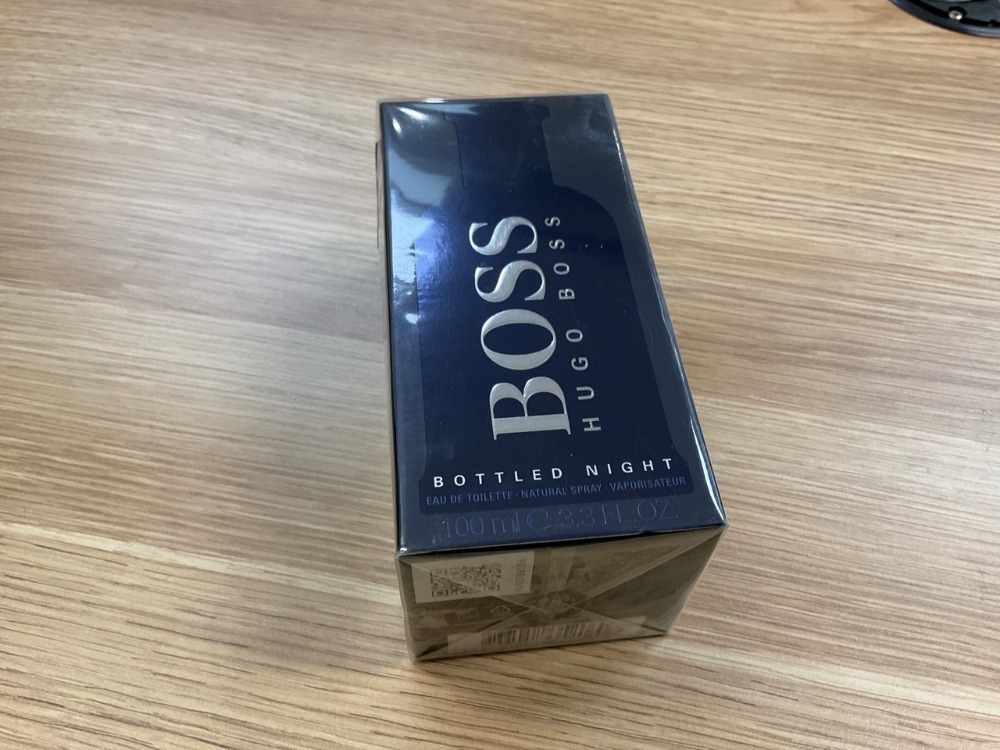 BOSS
HUGO BOSS
BOTTLED NIGHT
EAU DE TOILETTE · NATURAL SPRAY · VAPORISATEUR
100 ml e 3.3 FL. OZ.